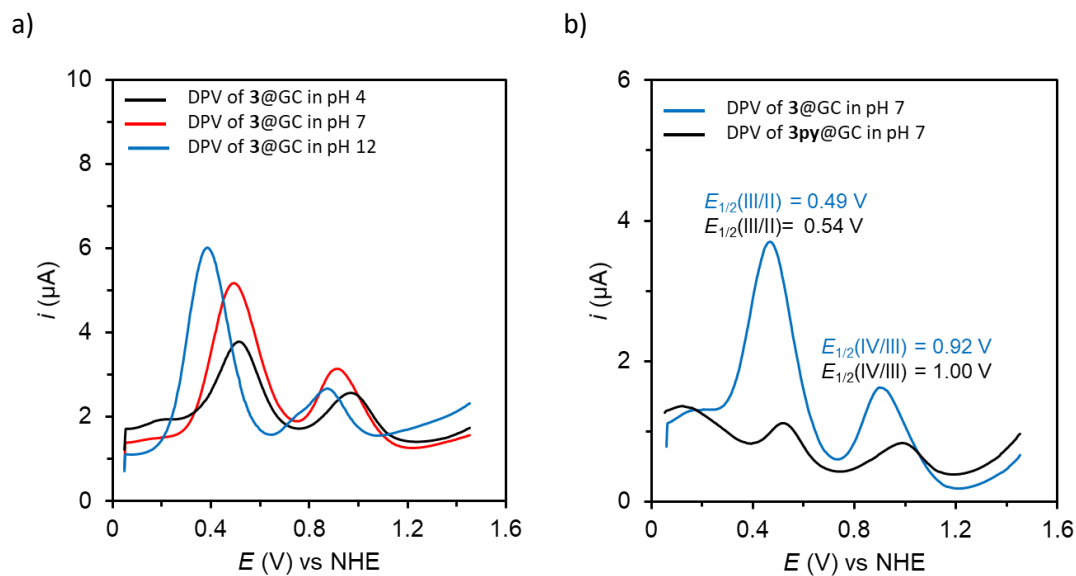 a)
10
8
6
4
2
0
0
0.4
0.8
1.2
1.6
i (µA)
E (V) vs NHE
DPV of 3@GC in pH 4
DPV of 3@GC in pH 7
DPV of 3@GC in pH 12
b)
6
4
2
0
0
0.4
0.8
1.2
1.6
i (µA)
E (V) vs NHE
DPV of 3@GC in pH 7
DPV of 3py@GC in pH 7
E1/2(III/II) = 0.49 V
E1/2(III/II)= 0.54 V
E1/2(IV/III) = 0.92 V
E1/2(IV/III) = 1.00 V